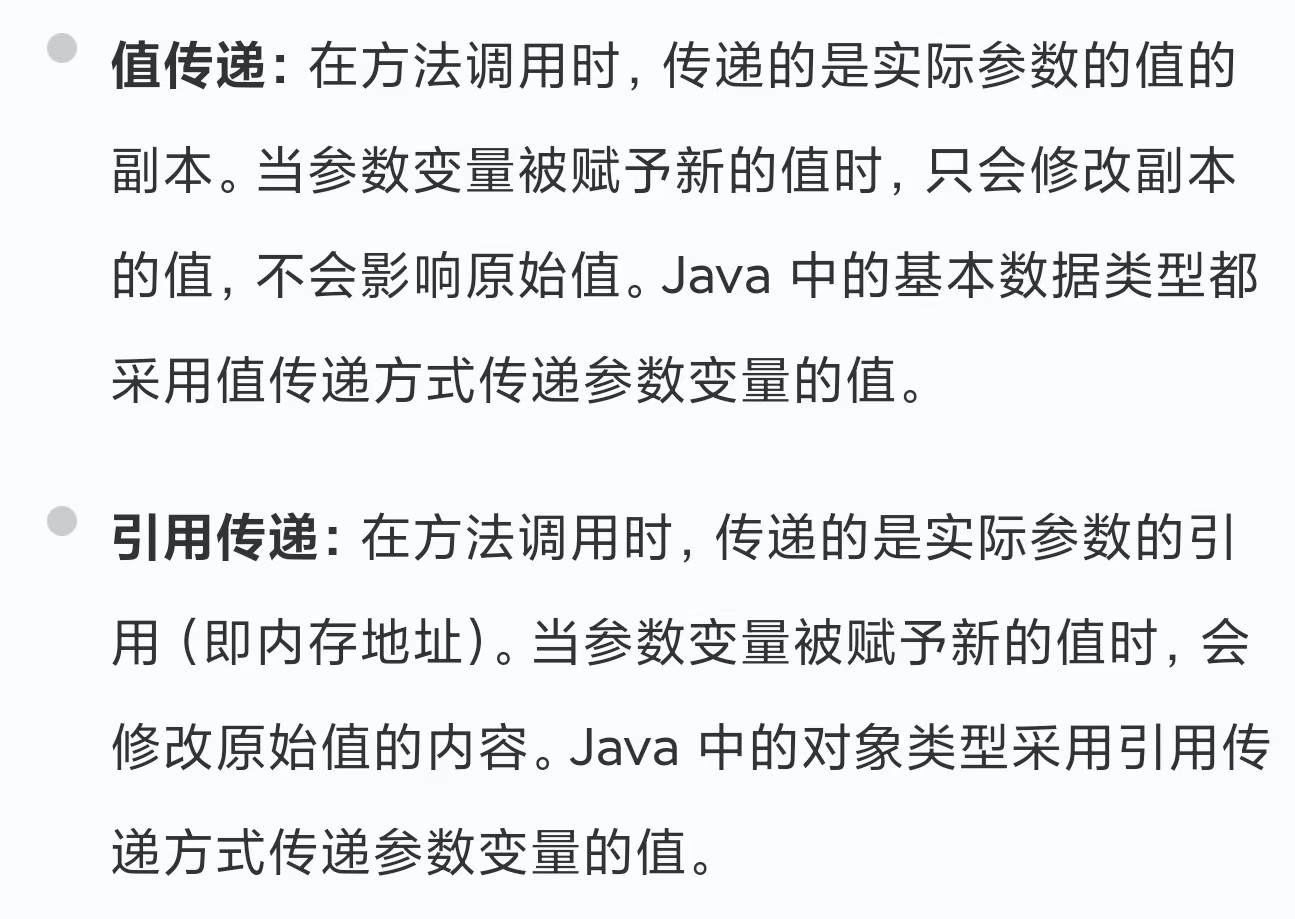 值传递：在方法调用时，传递的是实际参数的值的
副本。当参数变量被赋予新的值时，只会修改副本
的值，不会影响原始值。Java 中的基本数据类型都
采用值传递方式传递参数变量的值。
引用传递：在方法调用时，传递的是实际参数的引
用（即内存地址）。当参数变量被赋予新的值时，会
修改原始值的内容。Java 中的对象类型采用引用传
递方式传递参数变量的值。